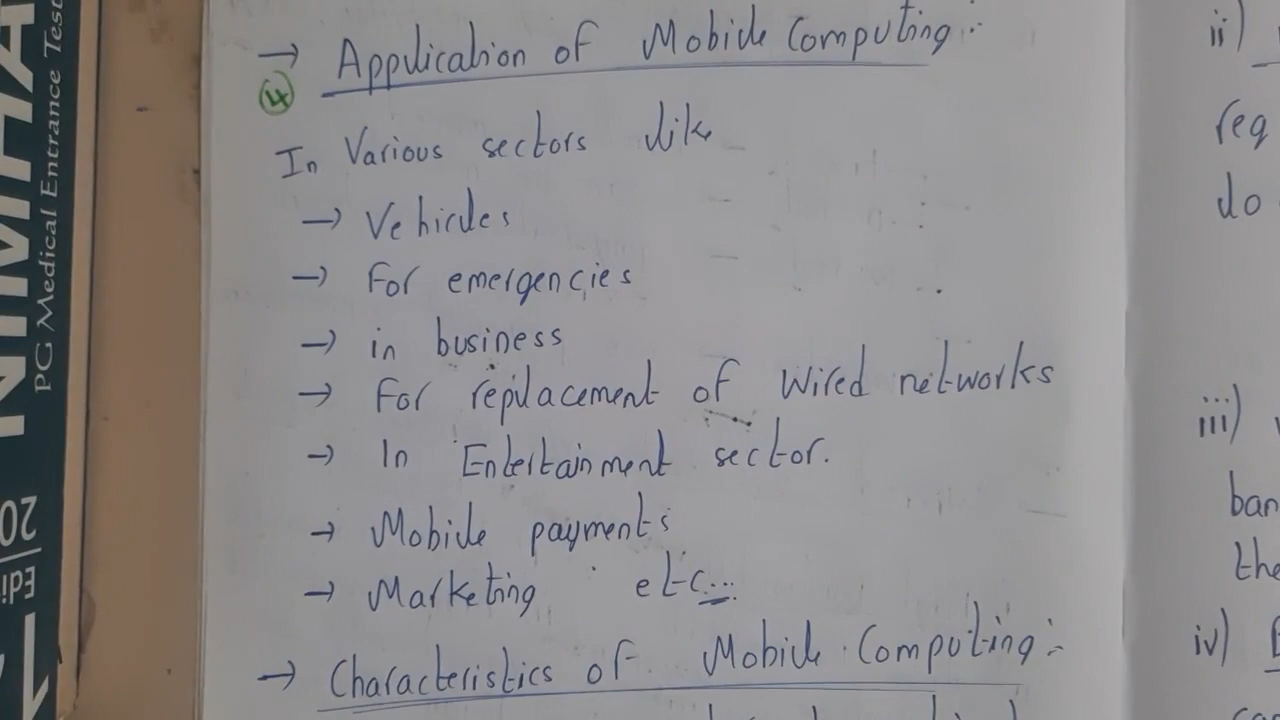 → Application of Mobile Computing :-
④
In Various sectors like
→ Vehicles
→ For emergencies
→ in business
→ For replacement of Wired networks
→ In Entertainment sector.
→ Mobile payments
→ Marketing etc...
→ Characteristics of Mobile Computing :-
ii)
req
do
iii)
ban
the
iv)
PG Medical Entrance Test
20
Edi